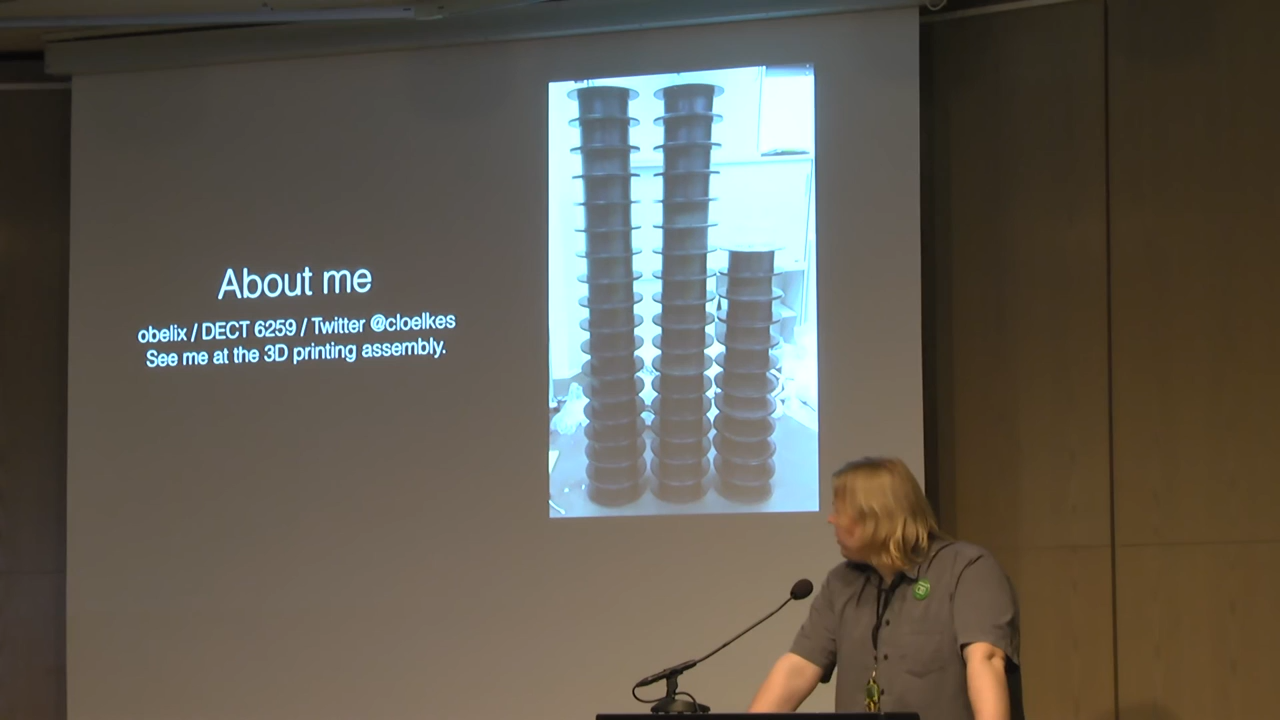 About me
obelix / DECT 6259 / Twitter @cloelkes
See me at the 3D printing assembly.